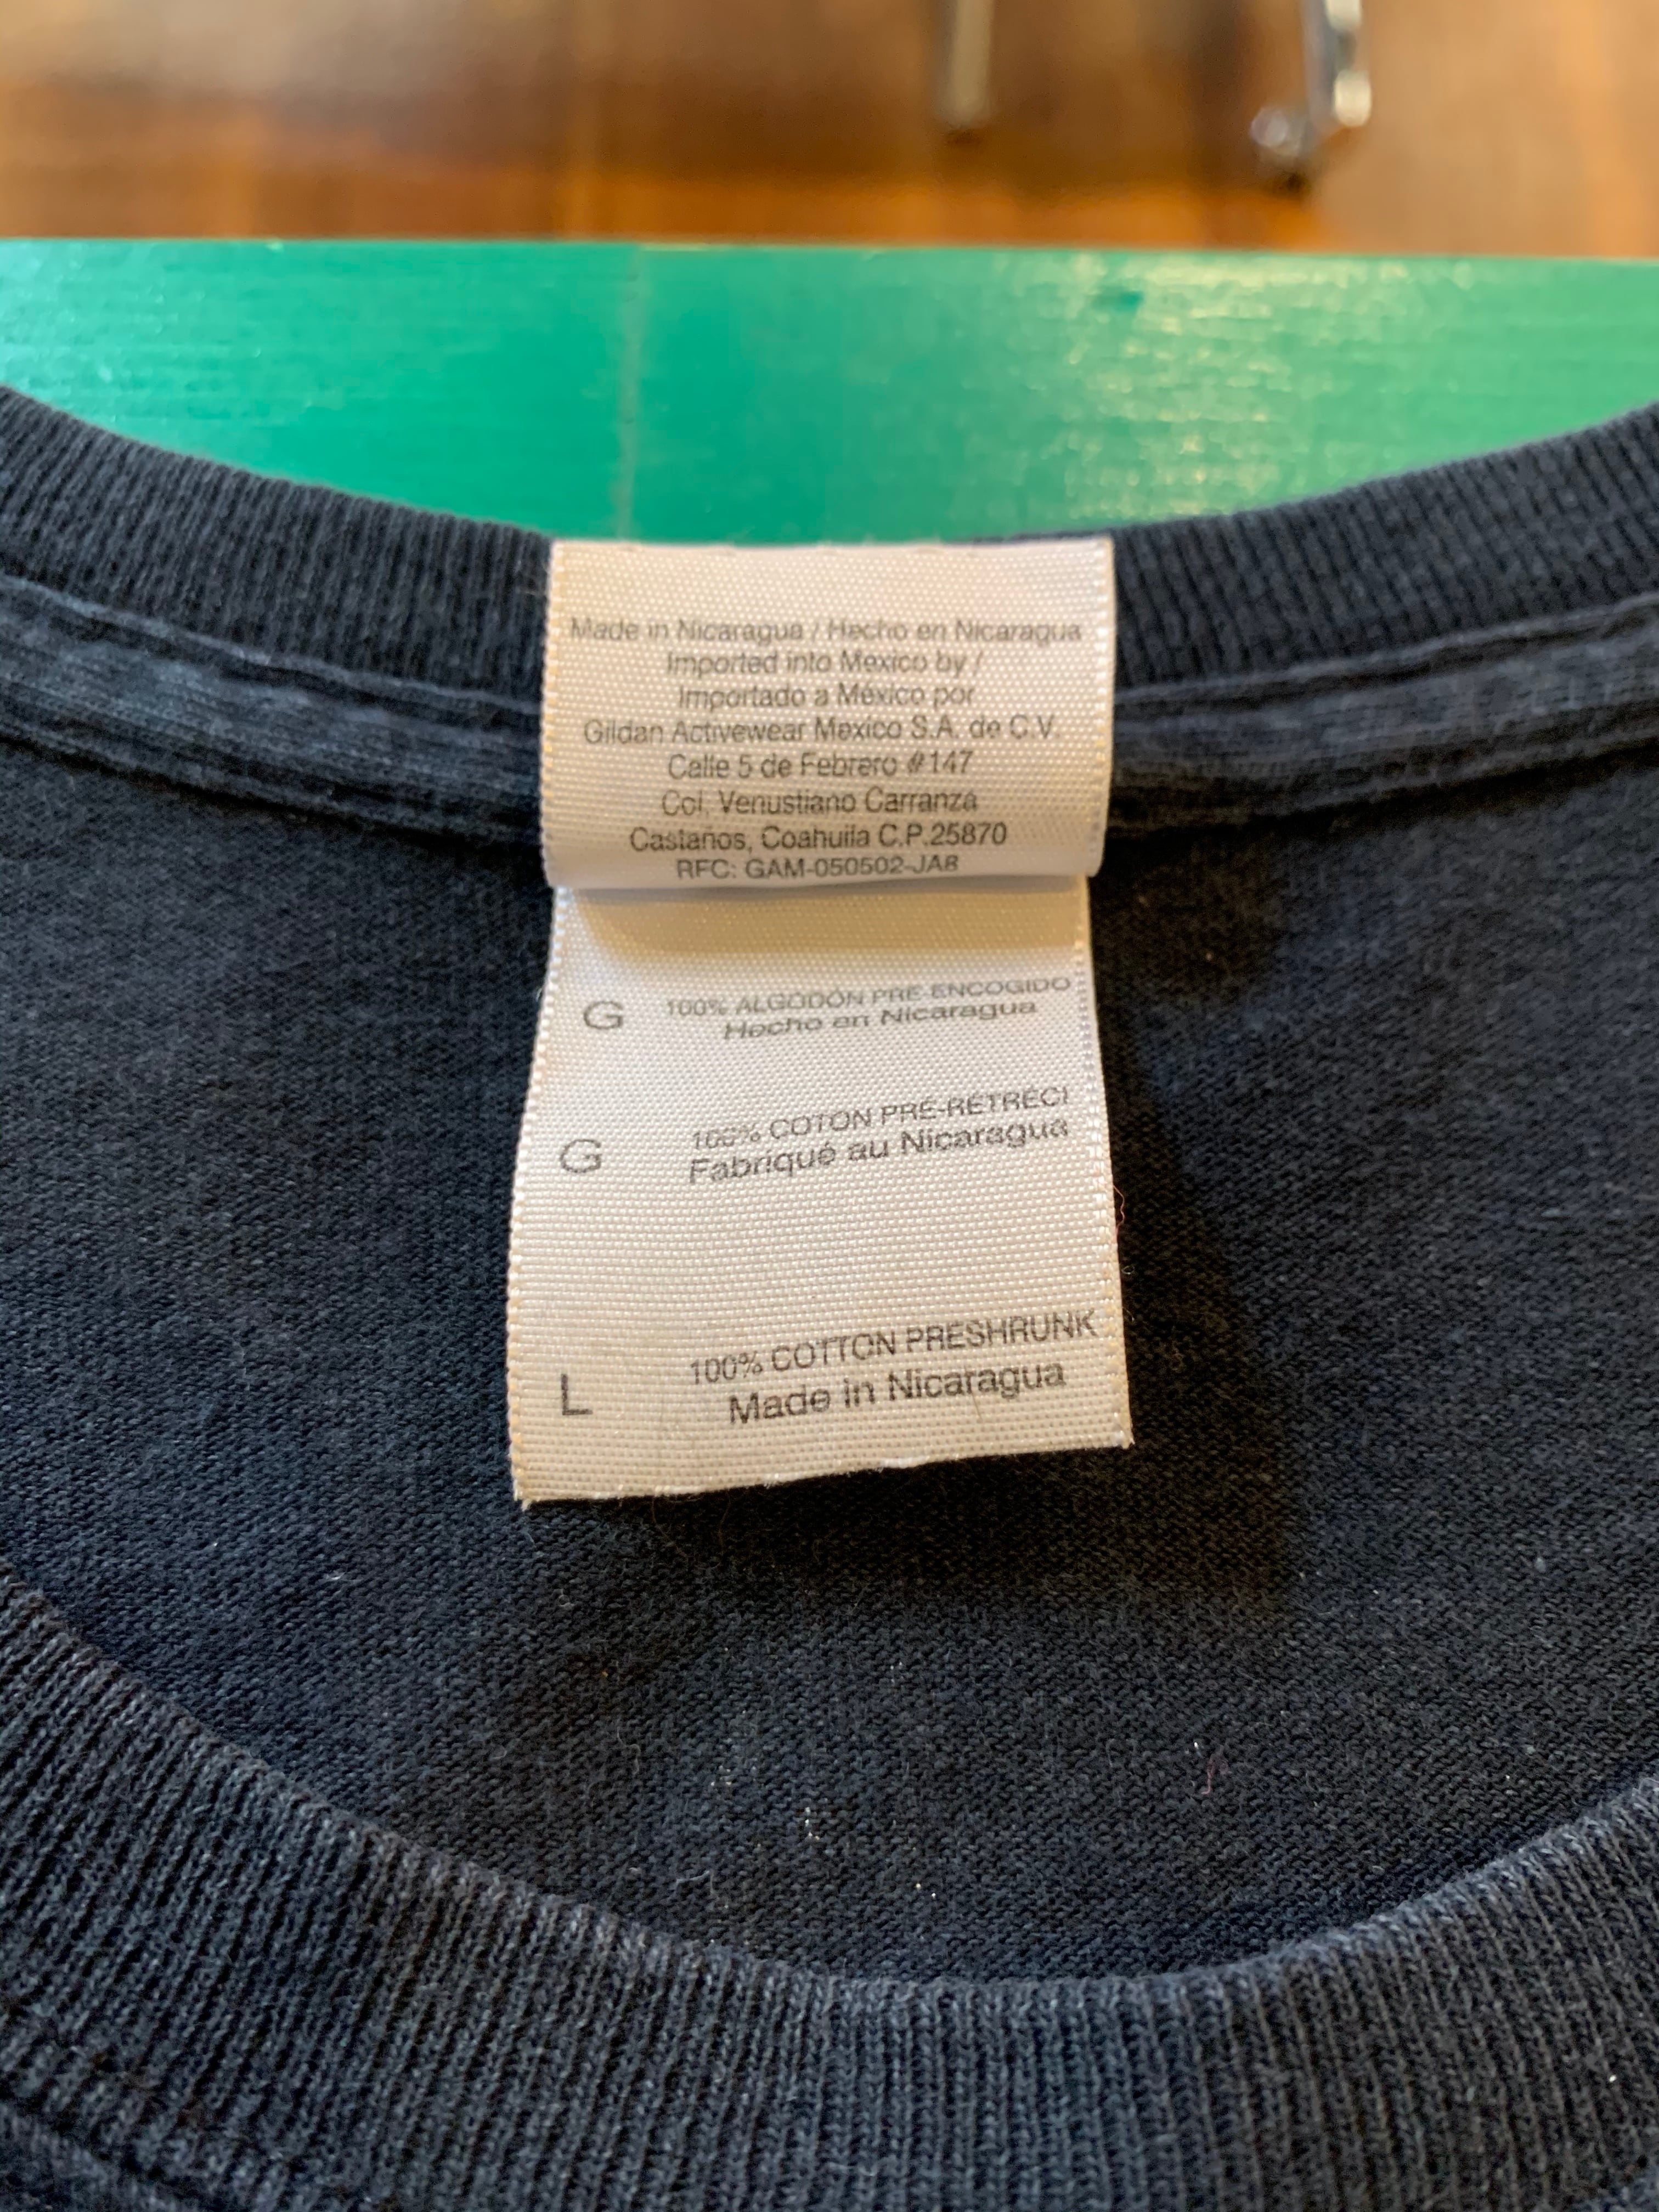 Made in Nicaragua / Hecho en Nicaragua
Imported into Mexico by /
Importado a México por
Gildan Activewear Mexico S.A. de C.V.
Calle 5 de Febrero #147
Col. Venustiano Carranza
Castaños, Coahuila C.P.25870
RFC: GAM-050502-JA8
G 100% ALGODÓN PRE-ENCOGIDO
Hecho en Nicaragua
G 100% COTON PRÉ-RÉTRÉCI
Fabriqué au Nicaragua
L 100% COTTON PRESHRUNK
Made in Nicaragua